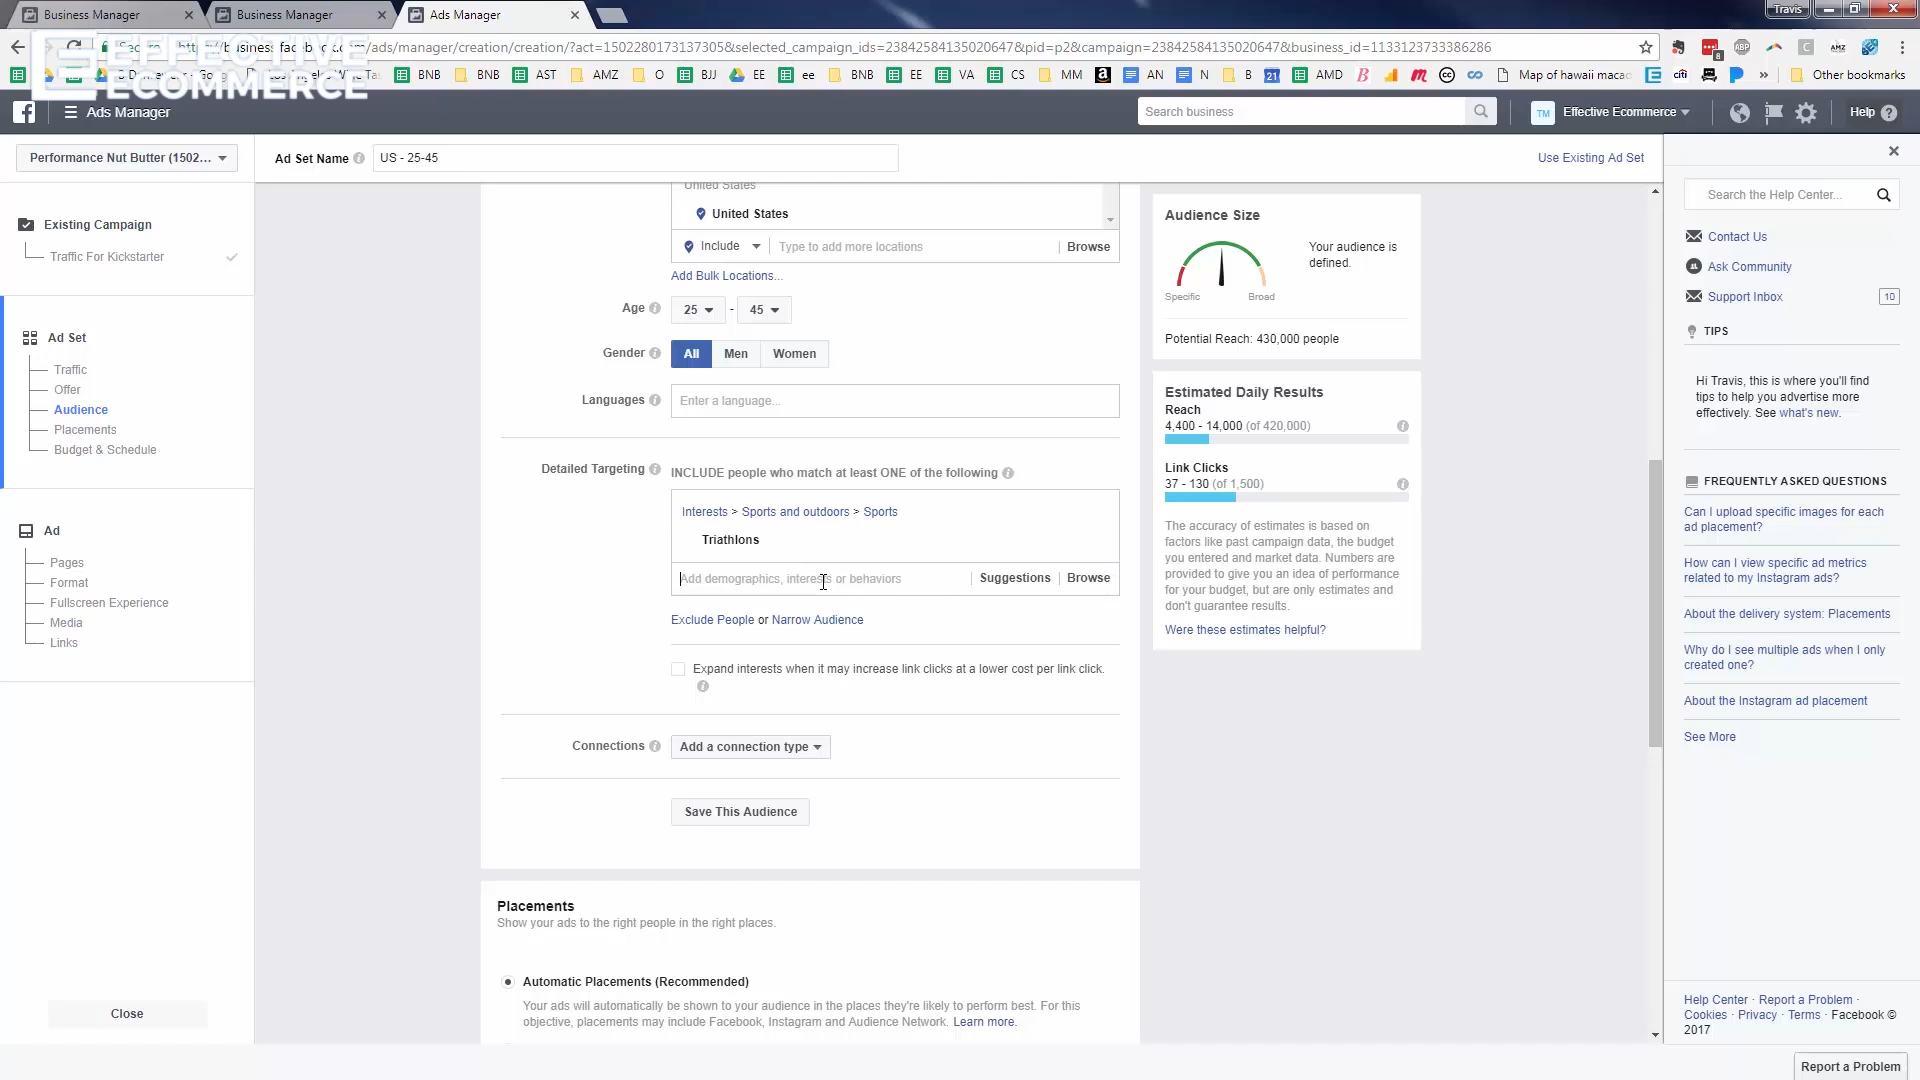 Business Manager
Business Manager
Ads Manager
Travis
Secure
https://business.facebook.com/ads/manager/creation/creation/?act=1502280173137305&selected_campaign_ids=23842584135020647&pid=p2&campaign=23842584135020647&business_id=1133123733386286
EFFECTIVE
ECOMMERCE
BNB
BNB
AST
AMZ
O
BJJ
EE
ee
BNB
EE
VA
CS
MM
AN
N
B
AMD
Map of hawaii macad
Other bookmarks
Ads Manager
Search business
TM
Effective Ecommerce
Help
Performance Nut Butter (1502...
Ad Set Name
US - 25-45
Use Existing Ad Set
Existing Campaign
Traffic For Kickstarter
Ad Set
Traffic
Offer
Audience
Placements
Budget & Schedule
Ad
Pages
Format
Fullscreen Experience
Media
Links
Close
United States
United States
Include
Type to add more locations
Browse
Add Bulk Locations...
Age
25
-
45
Gender
All
Men
Women
Languages
Enter a language...
Detailed Targeting
INCLUDE people who match at least ONE of the following
Interests > Sports and outdoors > Sports
Triathlons
Add demographics, interests or behaviors
Suggestions
Browse
Exclude People or Narrow Audience
Expand interests when it may increase link clicks at a lower cost per link click.
Connections
Add a connection type
Save This Audience
Placements
Show your ads to the right people in the right places.
Automatic Placements (Recommended)
Your ads will automatically be shown to your audience in the places they're likely to perform best. For this
objective, placements may include Facebook, Instagram and Audience Network. Learn more.
Audience Size
Specific
Broad
Your audience is
defined.
Potential Reach: 430,000 people
Estimated Daily Results
Reach
4,400 - 14,000 (of 420,000)
Link Clicks
37 - 130 (of 1,500)
The accuracy of estimates is based on
factors like past campaign data, the budget
you entered and market data. Numbers are
provided to give you an idea of performance
for your budget, but are only estimates and
don't guarantee results.
Were these estimates helpful?
Search the Help Center...
Contact Us
Ask Community
Support Inbox
10
TIPS
Hi Travis, this is where you'll find
tips to help you advertise more
effectively. See what's new.
FREQUENTLY ASKED QUESTIONS
Can I upload specific images for each
ad placement?
How can I view specific ad metrics
related to my Instagram ads?
About the delivery system: Placements
Why do I see multiple ads when I only
created one?
About the Instagram ad placement
See More
Help Center · Report a Problem ·
Cookies · Privacy · Terms · Facebook ©
2017
Report a Problem